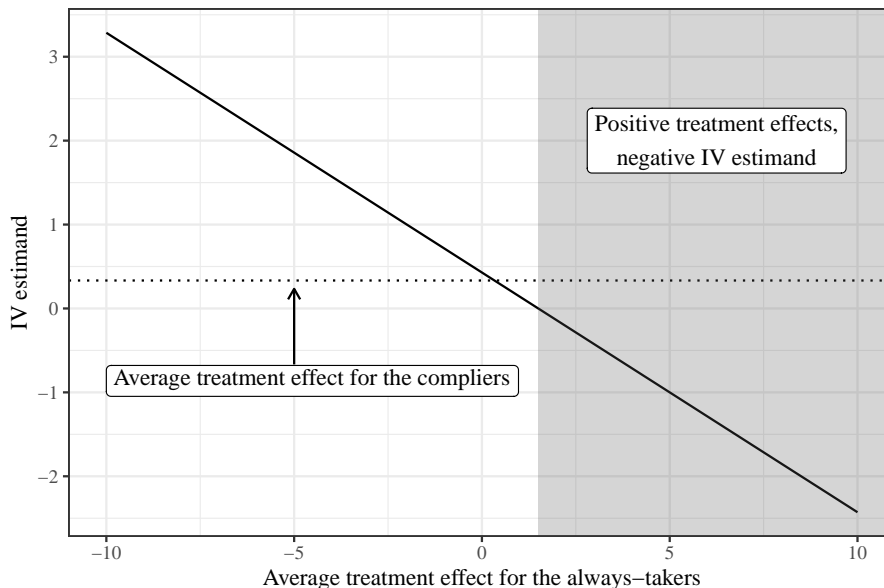 3
2
1
0
−1
−2
IV estimand
Positive treatment effects,
negative IV estimand
Average treatment effect for the compliers
−10
−5
0
5
10
Average treatment effect for the always−takers